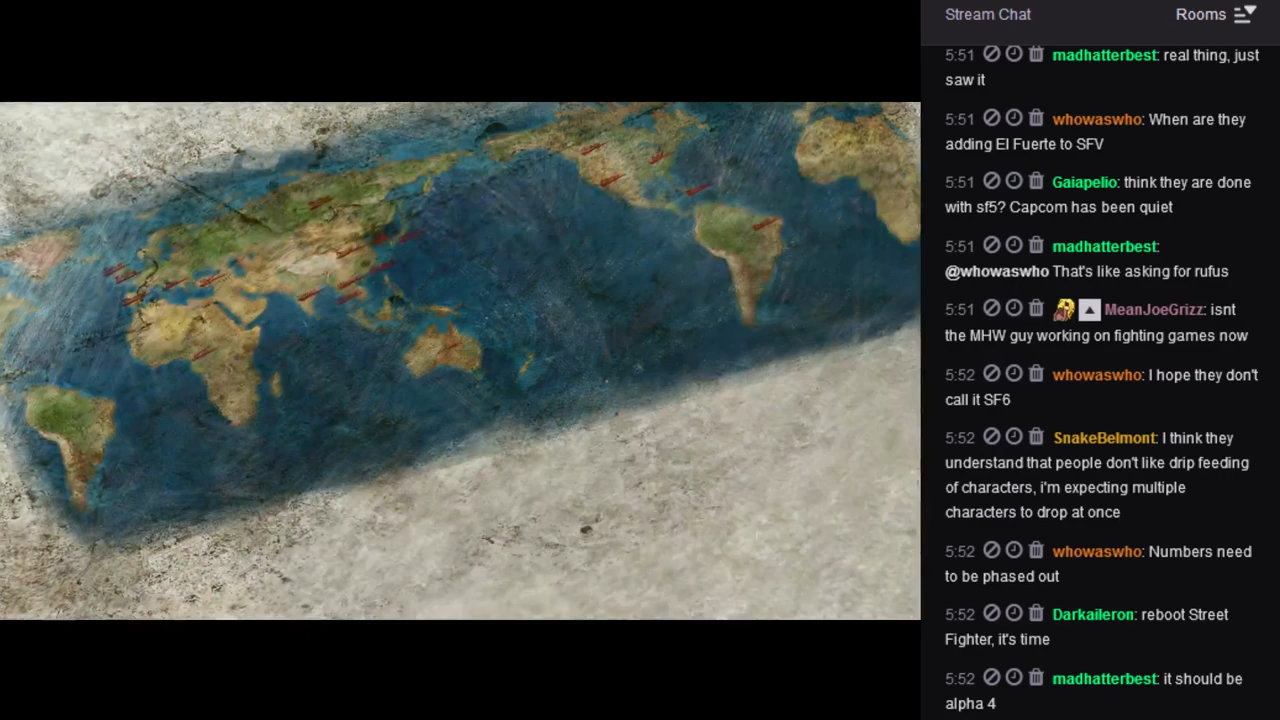 Stream Chat
Rooms
5:51 madhatterbest: real thing, just
saw it
5:51 whowaswho: When are they
adding El Fuerte to SFV
5:51 Gaiapelio: think they are done
with sf5? Capcom has been quiet
5:51 madhatterbest:
@whowaswho That's like asking for rufus
5:51 MeanJoeGrizz: isnt
the MHW guy working on fighting games now
5:52 whowaswho: I hope they don't
call it SF6
5:52 SnakeBelmont: I think they
understand that people don't like drip feeding
of characters, i'm expecting multiple
characters to drop at once
5:52 whowaswho: Numbers need
to be phased out
5:52 Darkaileron: reboot Street
Fighter, it's time
5:52 madhatterbest: it should be
alpha 4